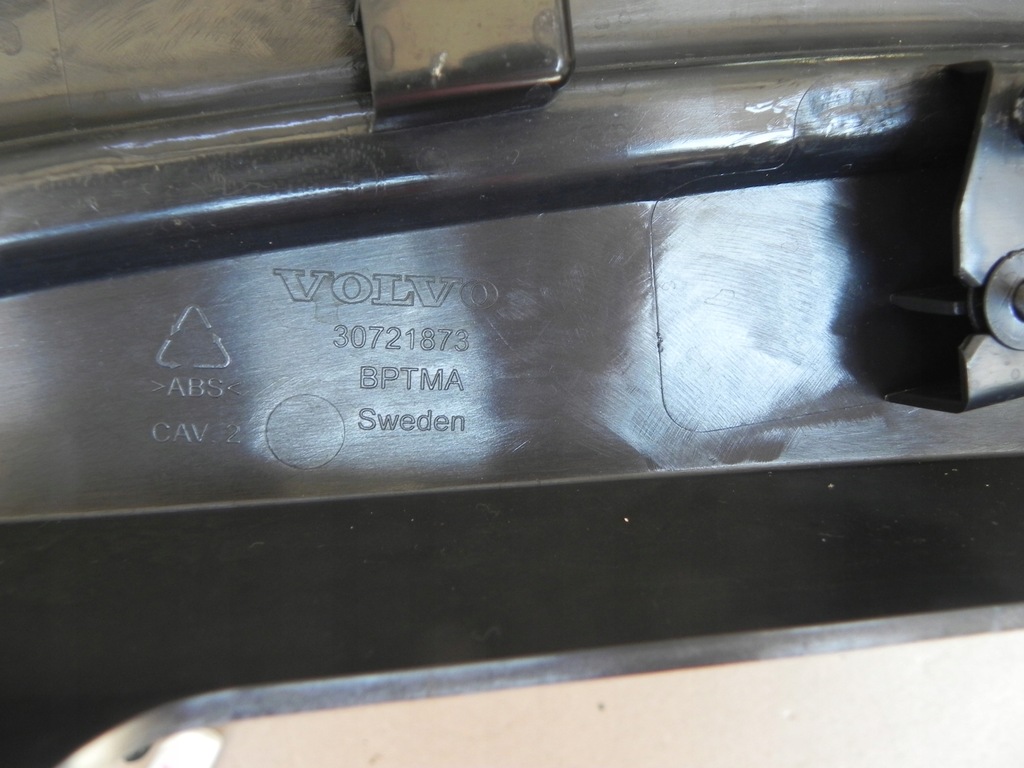 VOLVO
30721873
BPTMA
Sweden
>ABS<
CAV. 2